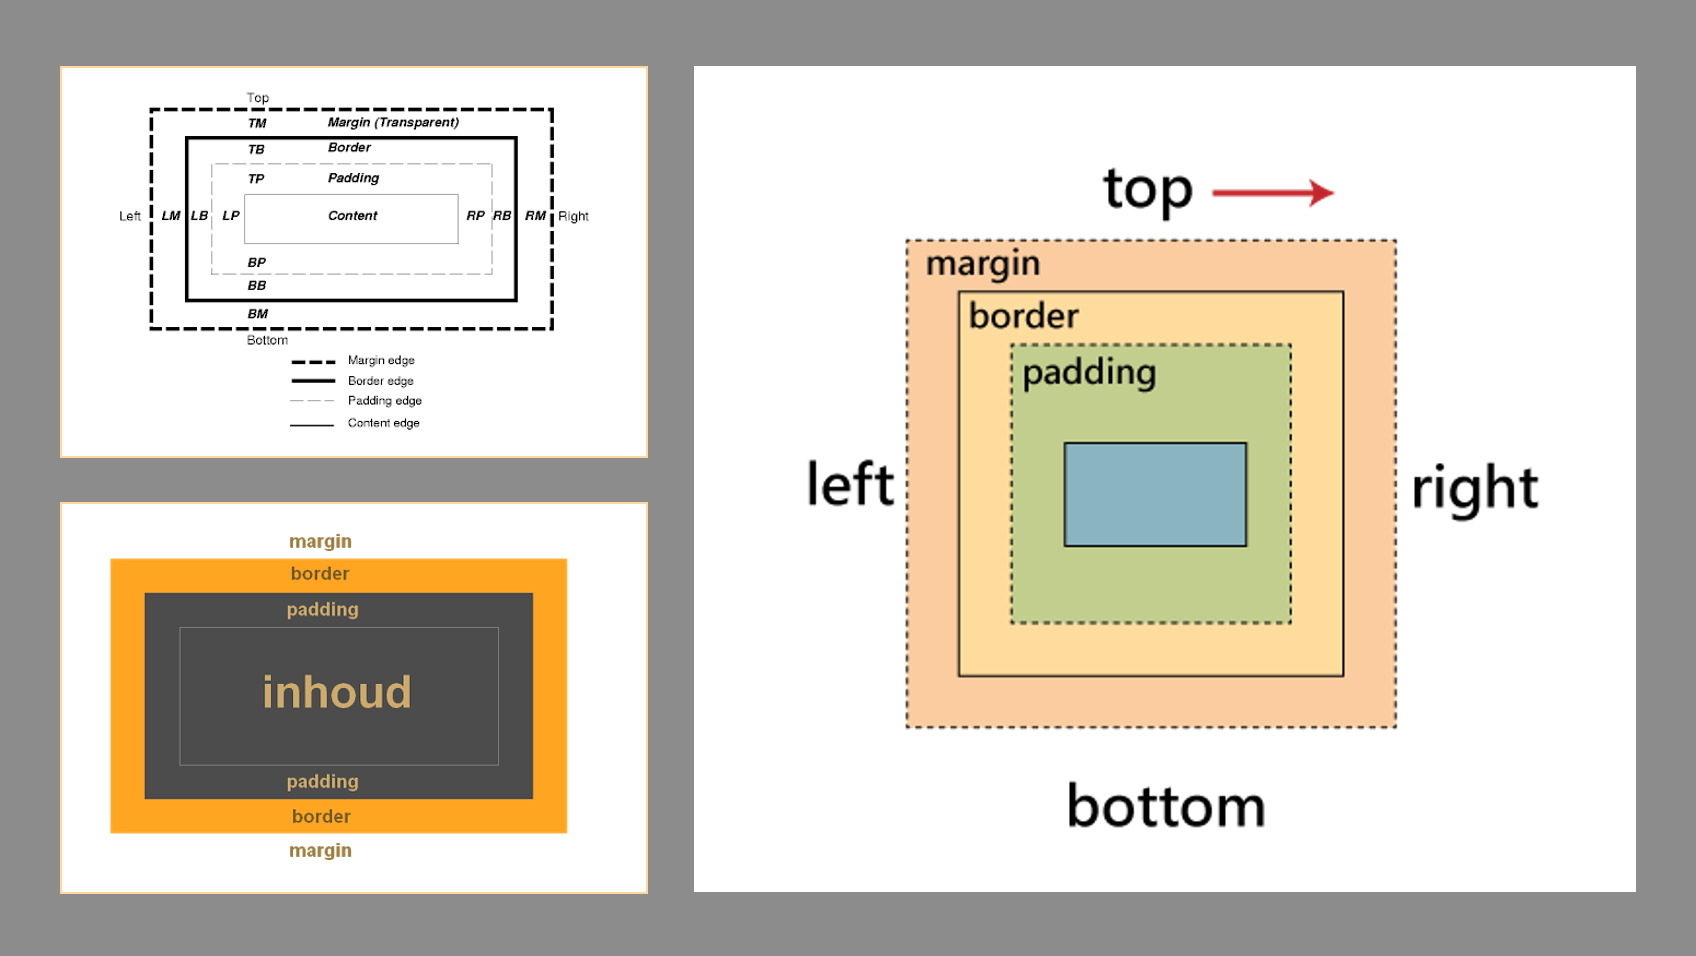 Top
TM Margin (Transparent)
TB Border
TP Padding
Left LM LB LP Content RP RB RM Right
BP
BB
BM
Bottom
Margin edge
Border edge
Padding edge
Content edge
margin
border
padding
inhoud
padding
border
margin
top
margin
border
padding
left right
bottom